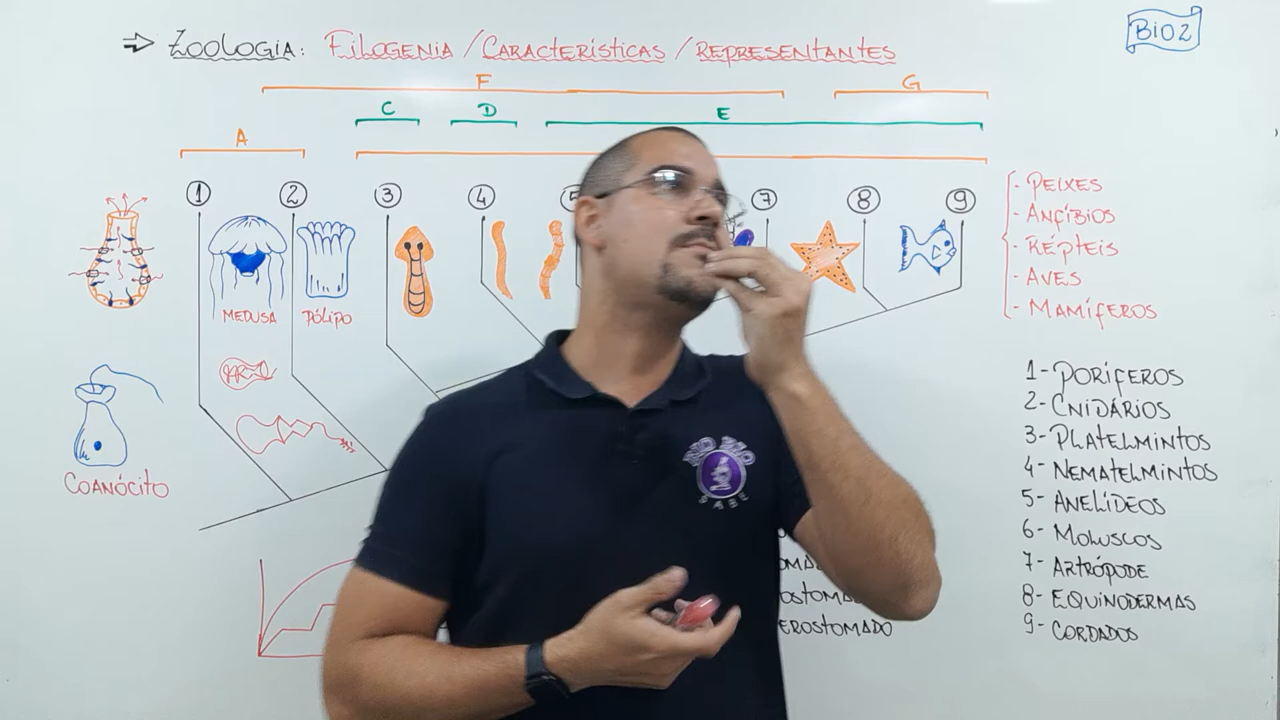 ⇒ ZOOLOGIA: FILOGENIA / CARACTERÍSTICAS / REPRESENTANTES
BIO2
F
G
C
D
E
A
1
2
3
4
5
7
8
9
MEDUSA
PÓLIPO
COANÓCITO
- PEIXES
- ANFÍBIOS
- RÉPTEIS
- AVES
- MAMÍFEROS
1- PORÍFEROS
2- CNIDÁRIOS
3- PLATELMINTOS
4- NEMATELMINTOS
5- ANELÍDEOS
6- MOLUSCOS
7- ARTRÓPODE
8- EQUINODERMAS
9- CORDADOS
EROSTOMADO